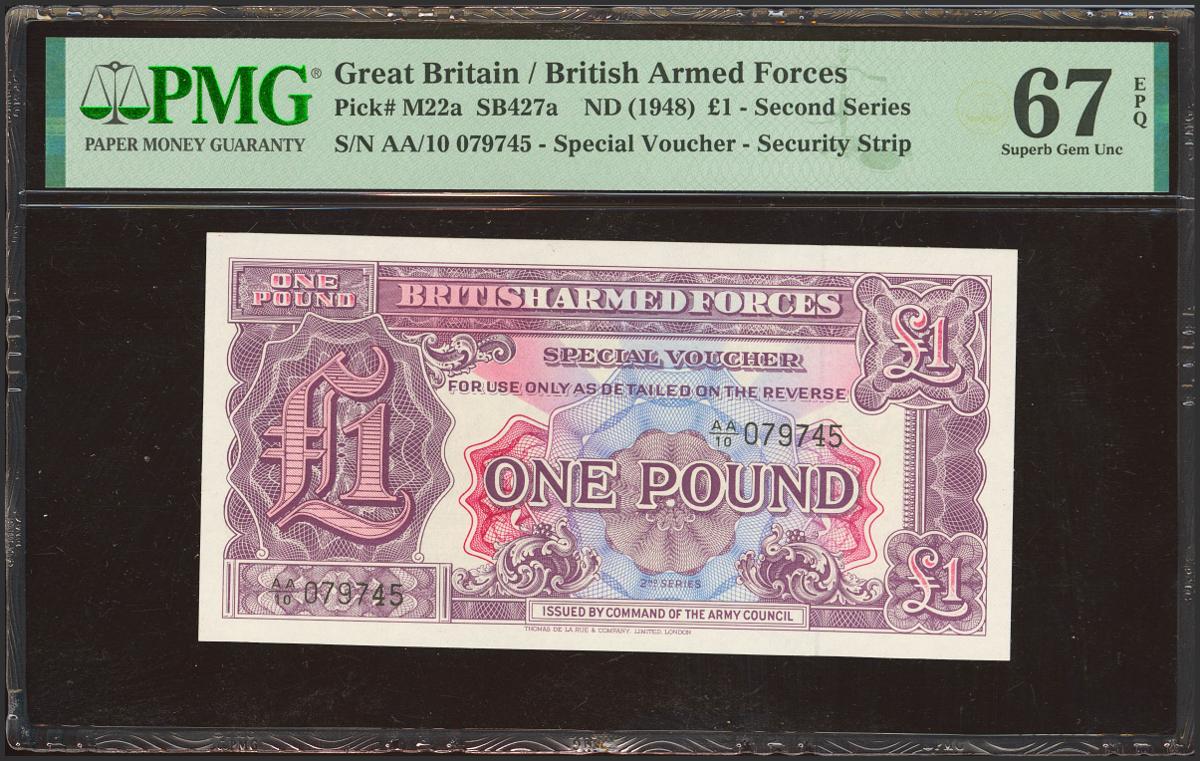 PMG®
PAPER MONEY GUARANTY
Great Britain / British Armed Forces
Pick# M22a SB427a ND (1948) £1 - Second Series
S/N AA/10 079745 - Special Voucher - Security Strip
67
EPQ
Superb Gem Unc
ONE
POUND
BRITISH ARMED FORCES
£1
SPECIAL VOUCHER
FOR USE ONLY AS DETAILED ON THE REVERSE
£1
AA/10 079745
ONE POUND
AA/10 079745
2ND SERIES
£1
ISSUED BY COMMAND OF THE ARMY COUNCIL
THOMAS DE LA RUE & COMPANY, LIMITED, LONDON